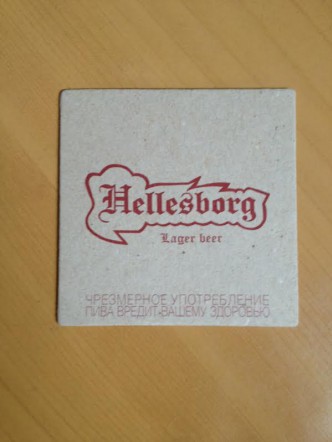 Hellesborg
Lager beer
ЧРЕЗМЕРНОЕ УПОТРЕБЛЕНИЕ
ПИВА ВРЕДИТ ВАШЕМУ ЗДОРОВЬЮ